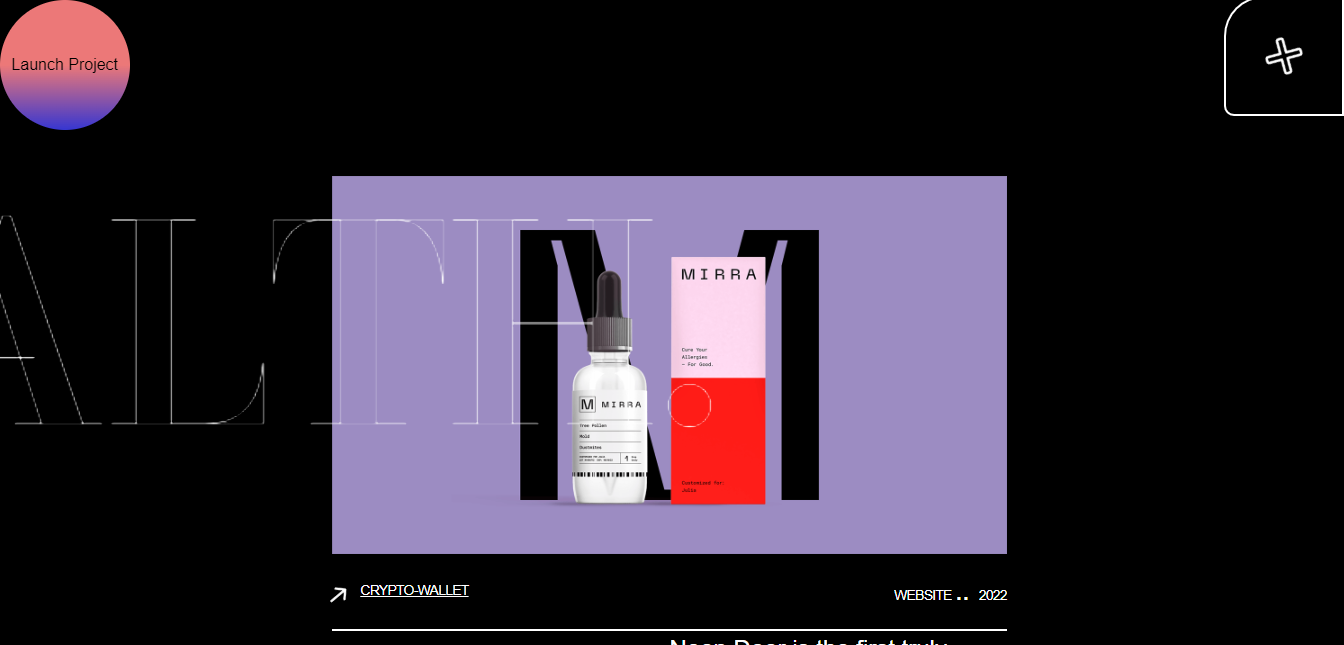 Launch Project
ALTH
MIRRA
Cure Your
Allergies
— For Good.
M MIRRA
Tree Pollen
Mold
Dustmites
Customized for:
Julia
CRYPTO-WALLET
WEBSITE .. 2022